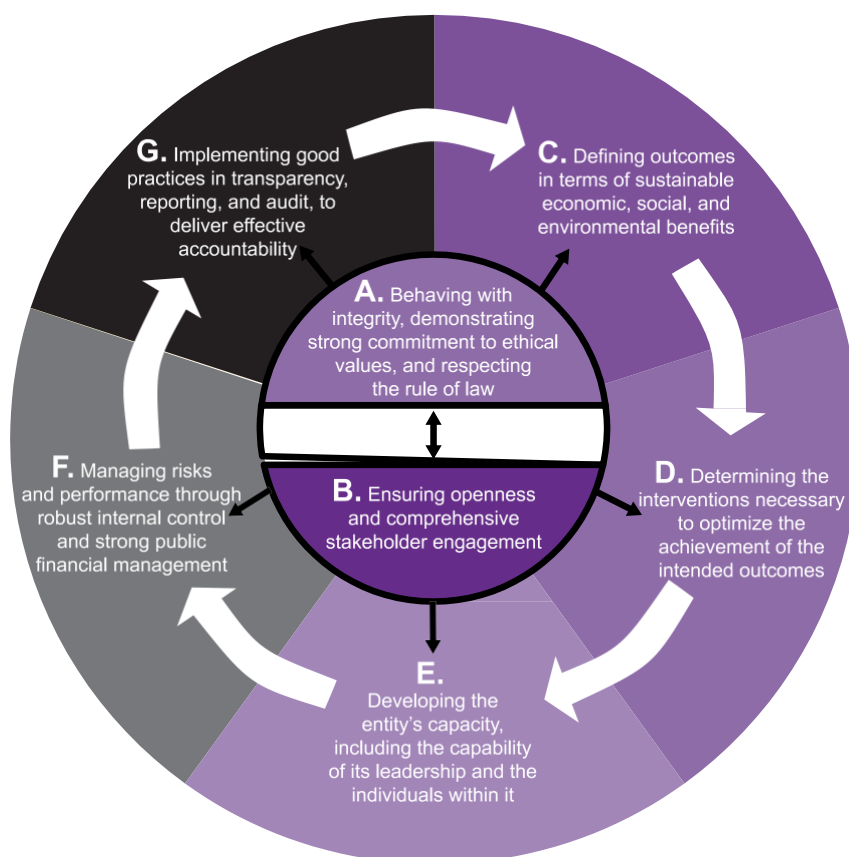 A. Behaving with
integrity, demonstrating
strong commitment to ethical
values, and respecting
the rule of law
B. Ensuring openness
and comprehensive
stakeholder engagement
C. Defining outcomes
in terms of sustainable
economic, social, and
environmental benefits
D. Determining the
interventions necessary
to optimize the
achievement of the
intended outcomes
E.
Developing the
entity’s capacity,
including the capability
of its leadership and the
individuals within it
F. Managing risks
and performance through
robust internal control
and strong public
financial management
G. Implementing good
practices in transparency,
reporting, and audit, to
deliver effective
accountability